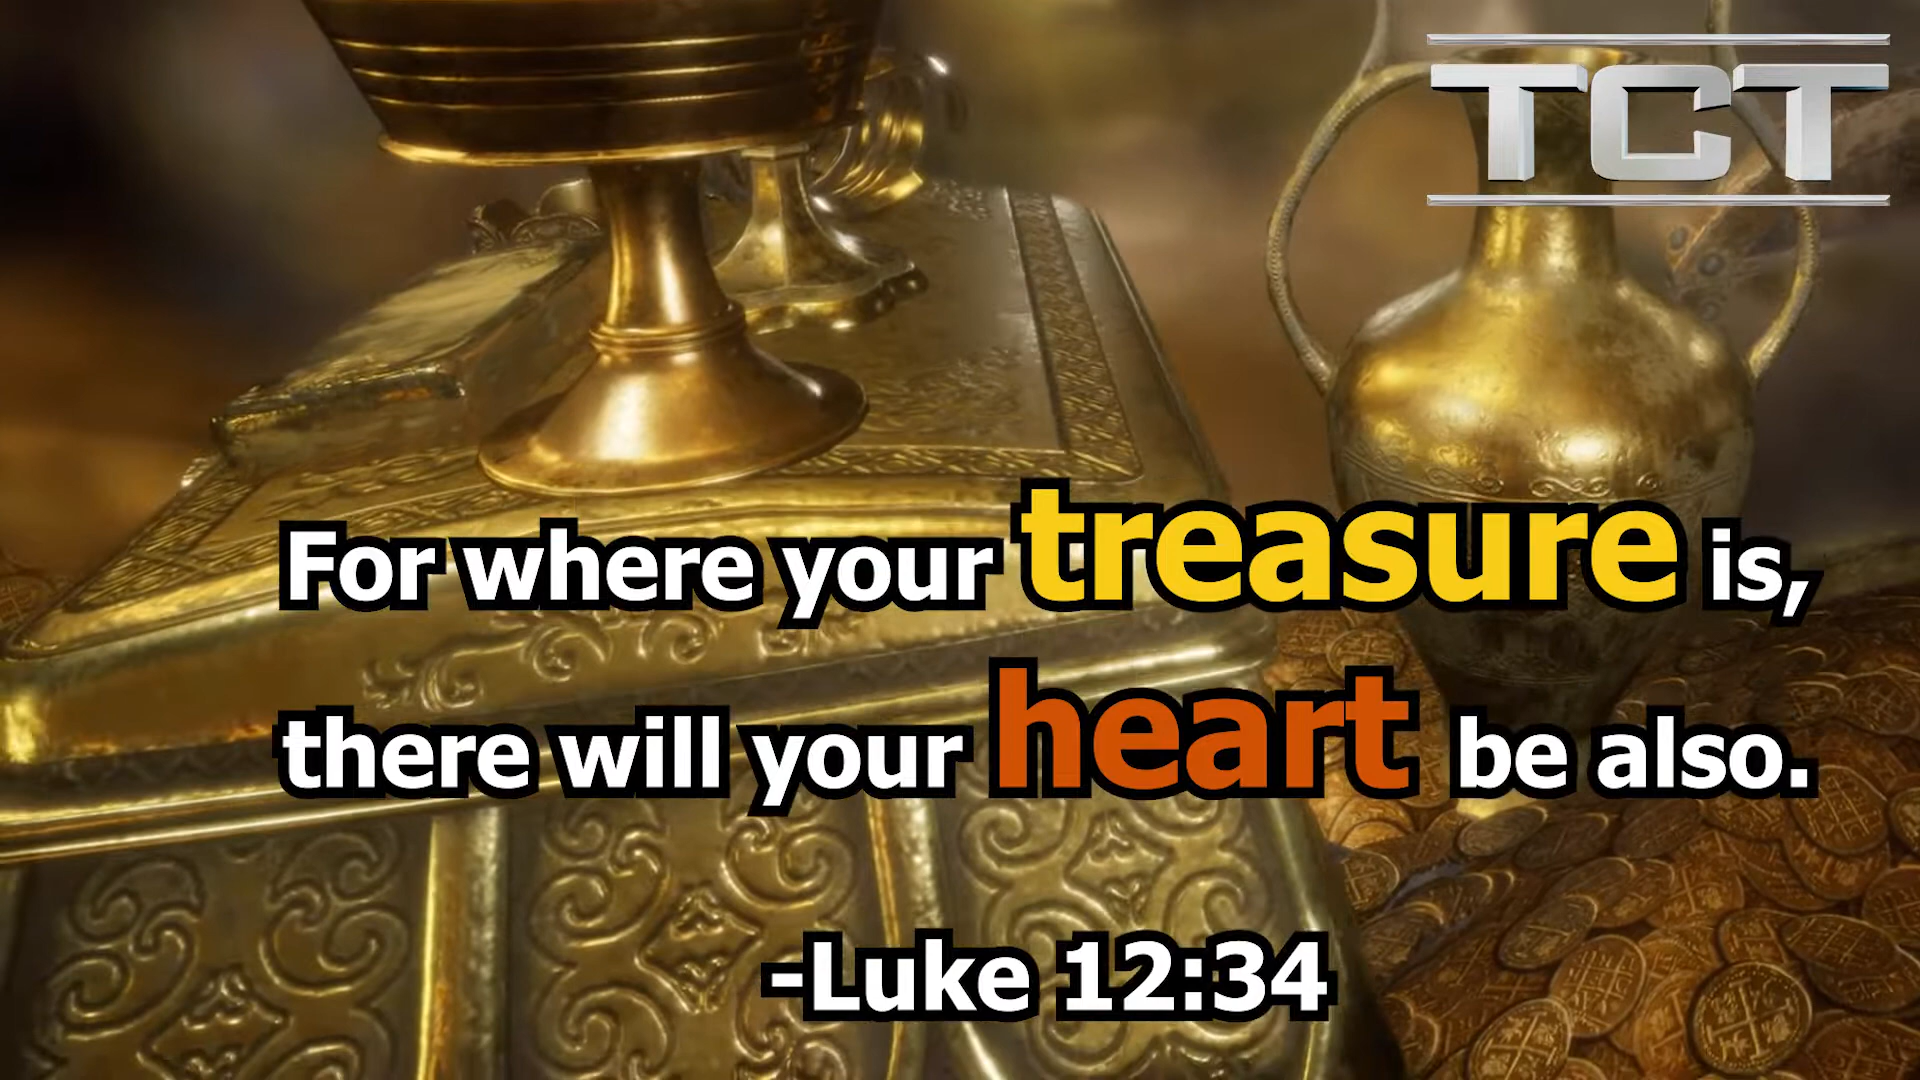 TCT
For where your treasure is,
there will your heart be also.
-Luke 12:34